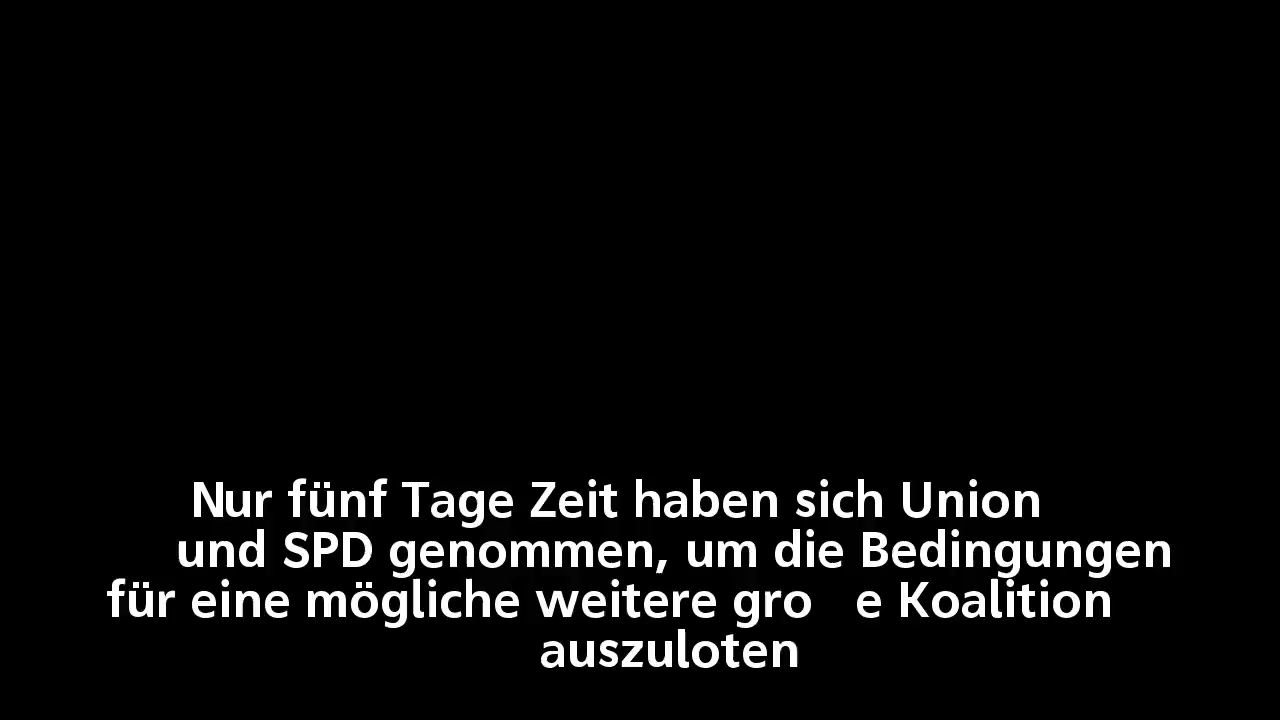 Nur fünf Tage Zeit haben sich Union
und SPD genommen, um die Bedingungen
für eine mögliche weitere gro e Koalition
auszuloten